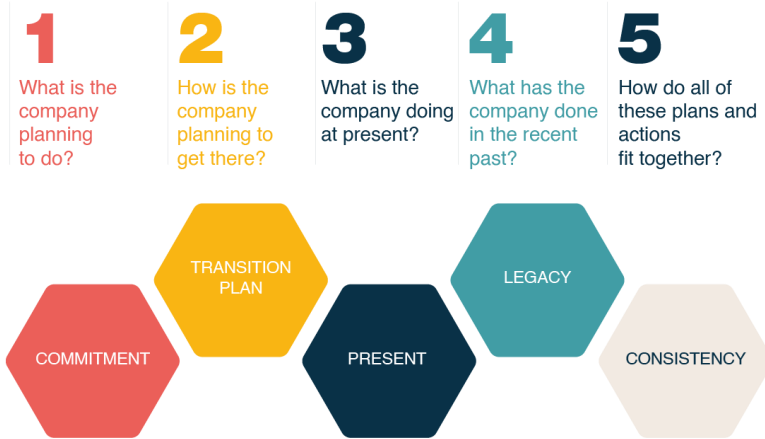 1
What is the
company
planning
to do?
2
How is the
company
planning to
get there?
3
What is the
company doing
at present?
4
What has the
company done
in the recent
past?
5
How do all of
these plans and
actions
fit together?
COMMITMENT
TRANSITION
PLAN
PRESENT
LEGACY
CONSISTENCY